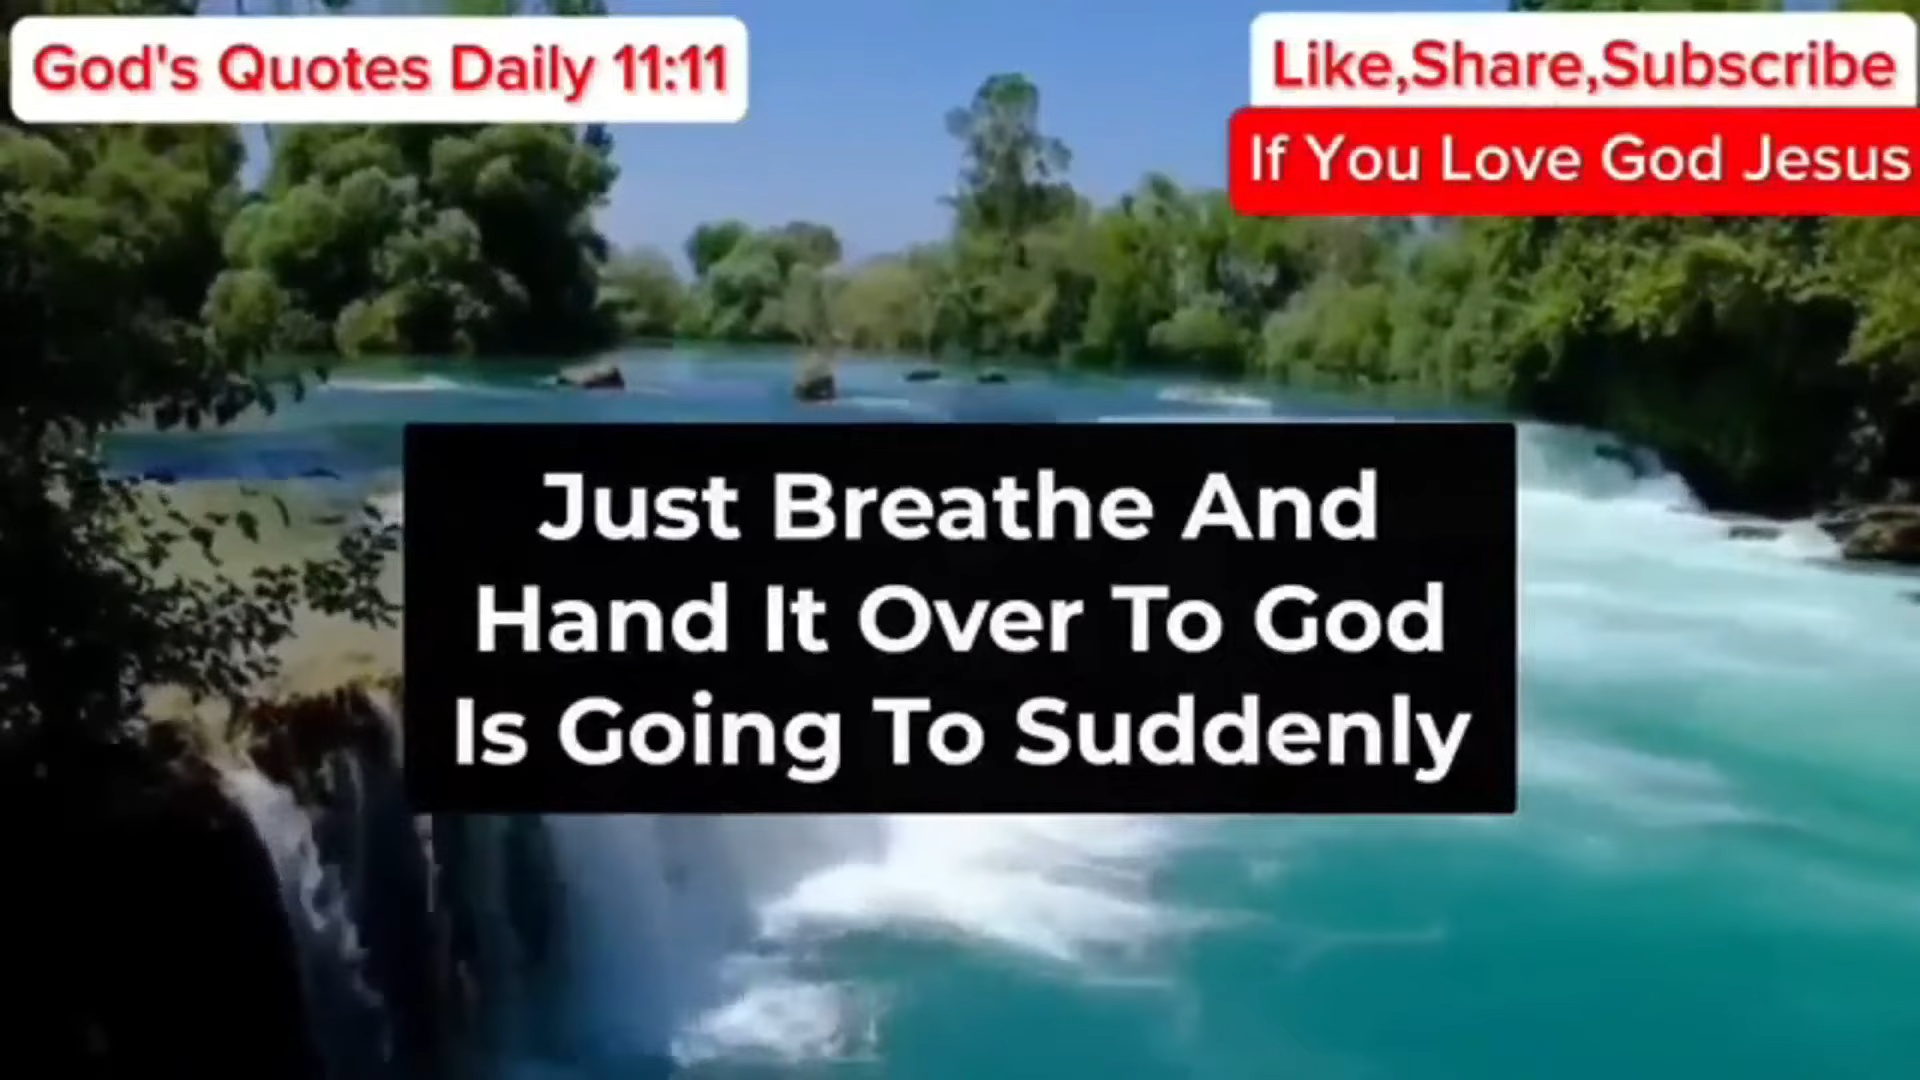 God's Quotes Daily 11:11
Like,Share,Subscribe
If You Love God Jesus
Just Breathe And
Hand It Over To God
Is Going To Suddenly